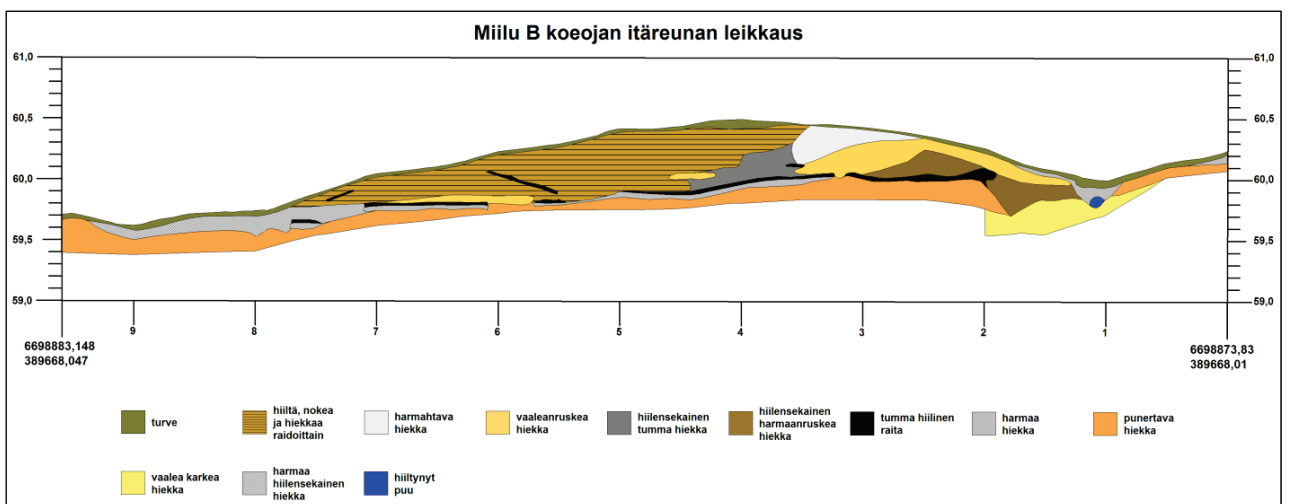 Miilu B koeojan itäreunan leikkaus
61,0
61,0
60,5
60,5
60,0
60,0
59,5
59,5
59,0
59,0
9 8 7 6 5 4 3 2 1
6698883,148
389668,047
6698873,83
389668,01
turve
hiiltä, nokea
ja hiekkaa
raidoittain
harmahtava
hiekka
vaaleanruskea
hiekka
hiilensekainen
tumma hiekka
hiilensekainen
harmaanruskea
hiekka
tumma hiilinen
raita
harmaa
hiekka
punertava
hiekka
vaalea karkea
hiekka
harmaa
hiilensekainen
hiekka
hiiltynyt
puu